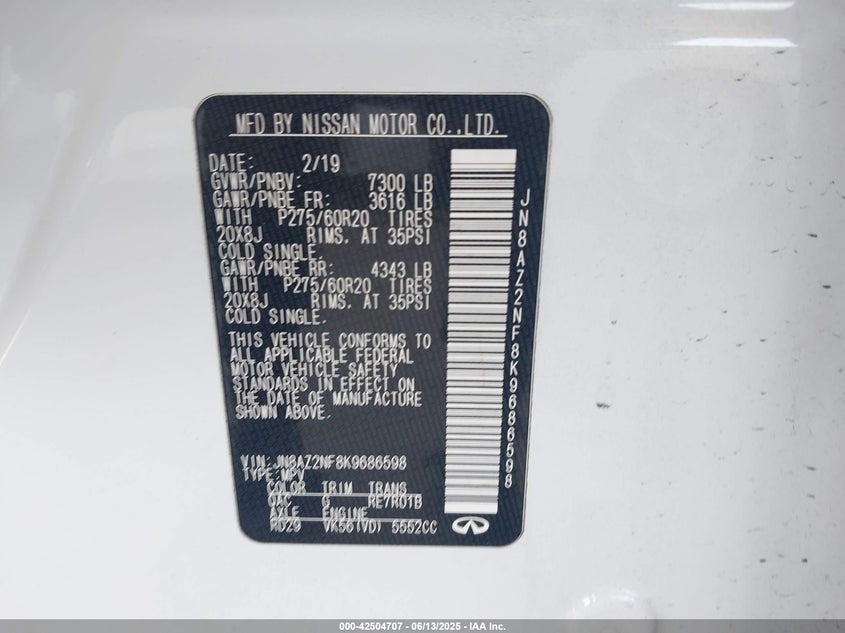 MFD BY NISSAN MOTOR CO.,LTD.
DATE: 2/19
GVWR/PNBV: 7300 LB
GAWR/PNBE FR: 3616 LB
WITH P275/60R20 TIRES
20X8J RIMS. AT 35PSI
COLD SINGLE.
GAWR/PNBE RR: 4343 LB
WITH P275/60R20 TIRES
20X8J RIMS. AT 35PSI
COLD SINGLE.
THIS VEHICLE CONFORMS TO
ALL APPLICABLE FEDERAL
MOTOR VEHICLE SAFETY
STANDARDS IN EFFECT ON
THE DATE OF MANUFACTURE
SHOWN ABOVE.
VIN:JN8AZ2NF8K9686598
TYPE:MPV
COLOR TRIM TRANS
QAC G RE7R01B
AXLE ENGINE
RD29 VK56(VD) 5552CC
JN8AZ2NF8K9686598
000-42504707 - 06/13/2025 - IAA Inc.